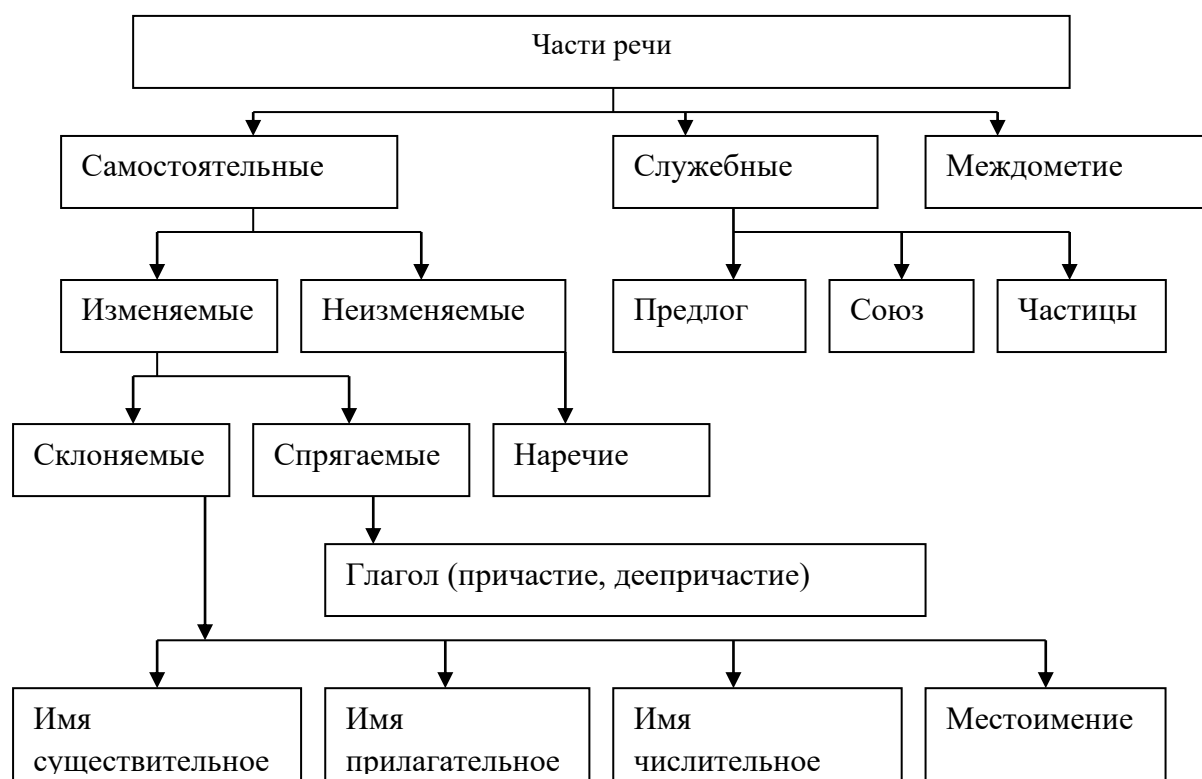 Части речи
Самостоятельные
Служебные
Междометие
Изменяемые
Неизменяемые
Предлог
Союз
Частицы
Склоняемые
Спрягаемые
Наречие
Глагол (причастие, деепричастие)
Имя
существительное
Имя
прилагательное
Имя
числительное
Местоимение